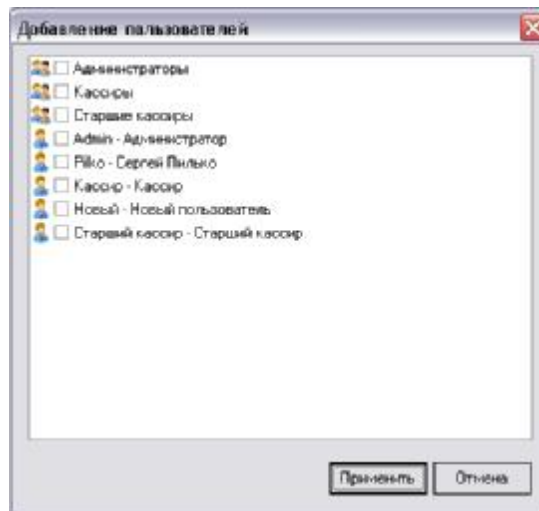 Добавление пользователей
Администраторы
Кассиры
Старшие кассиры
Admin - Администратор
Pilko - Сергей Пилько
Кассир - Кассир
Новый - Новый пользователь
Старший кассир - Старший кассир
Применить
Отмена